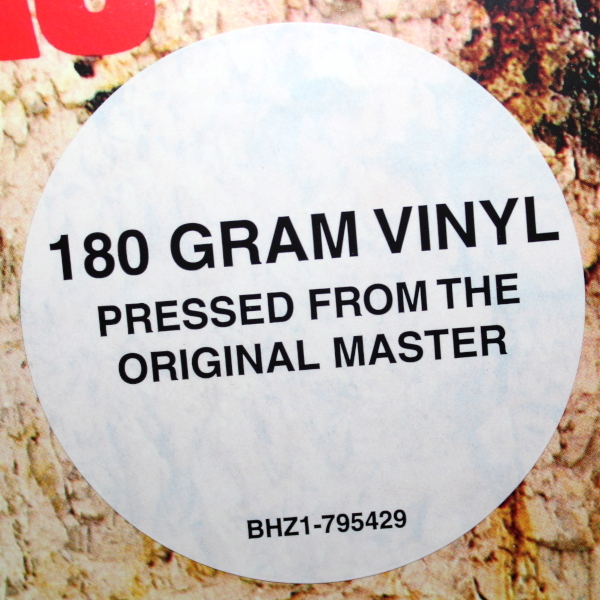 180 GRAM VINYL
PRESSED FROM THE
ORIGINAL MASTER
BHZ1-795429